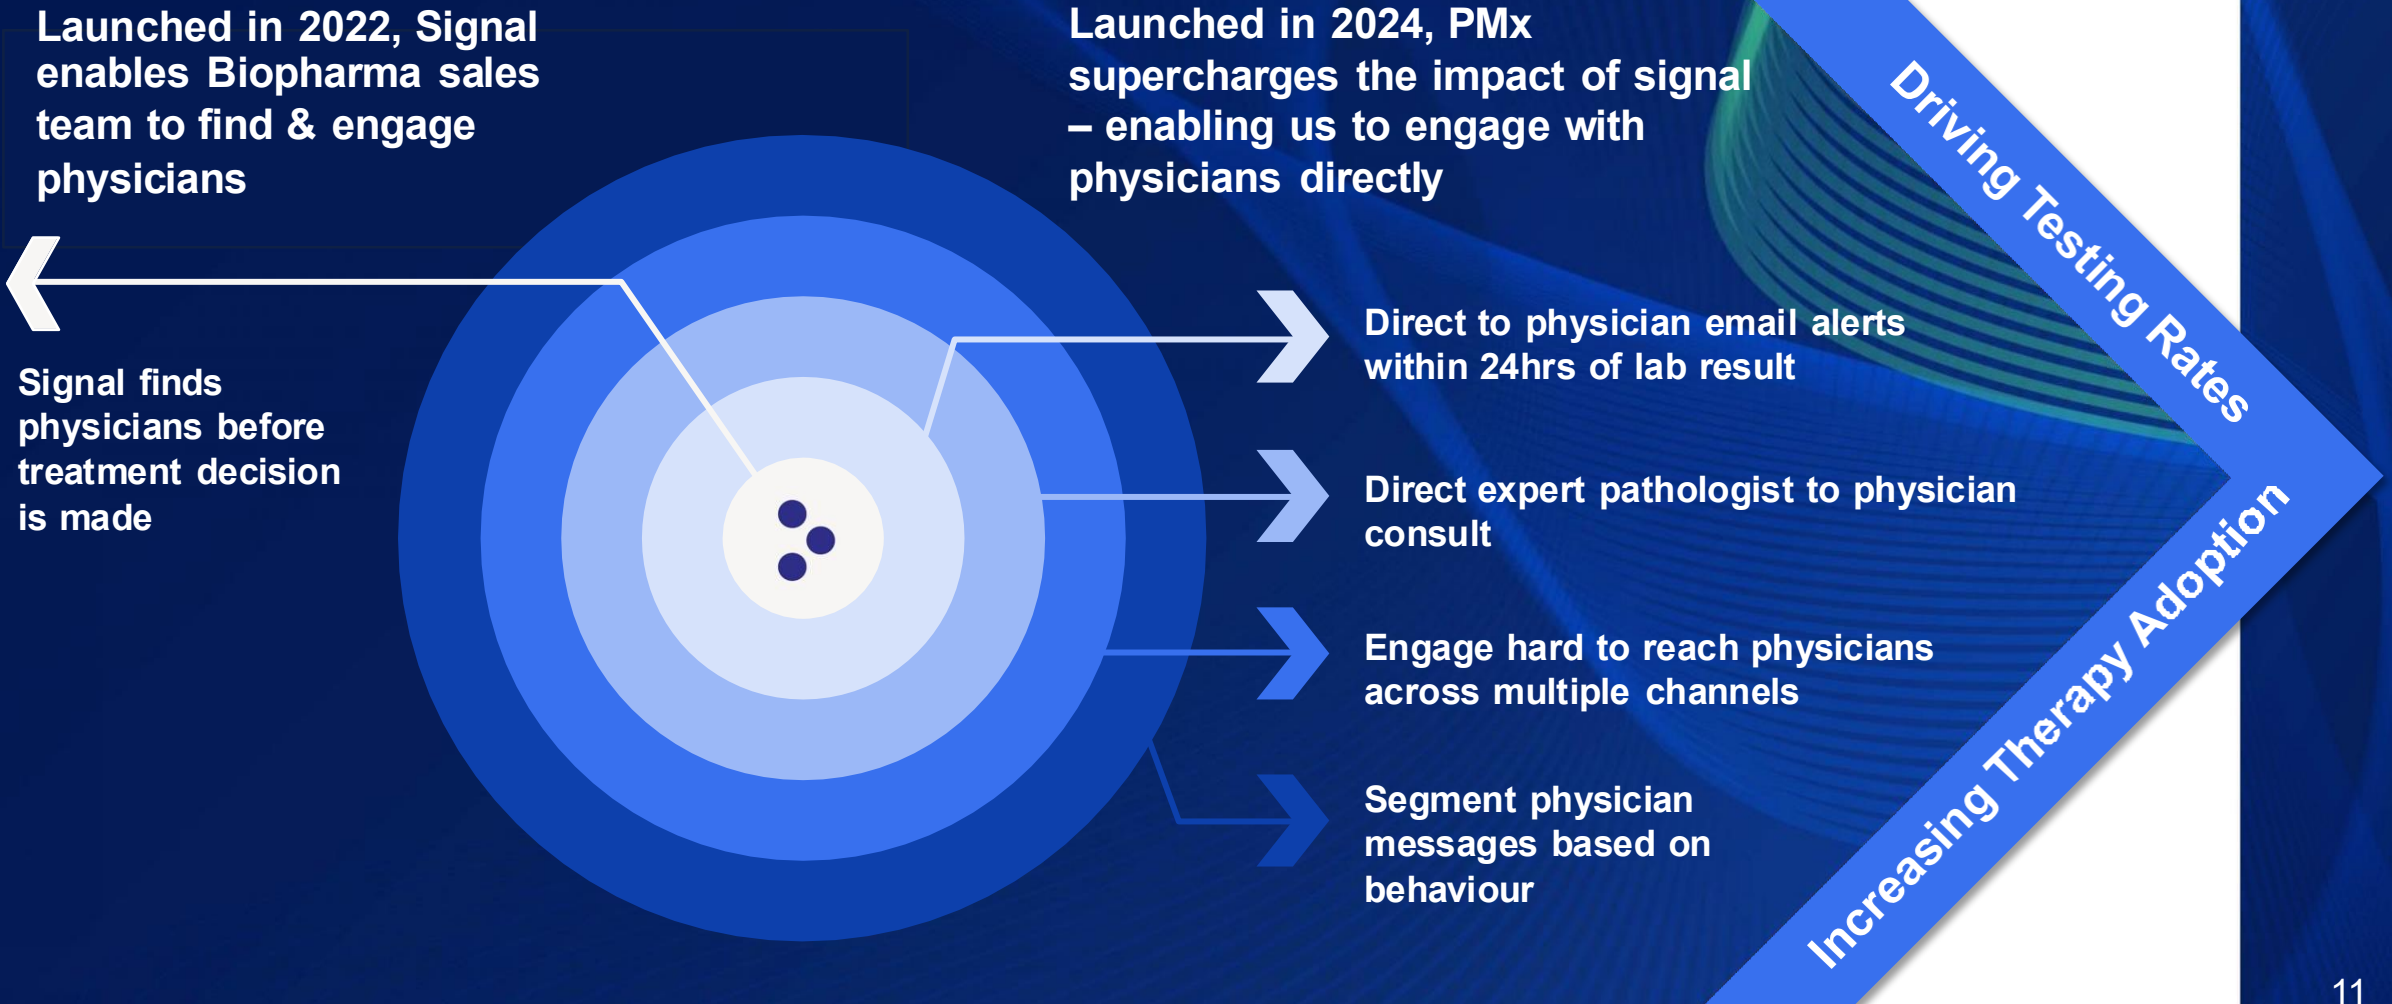 Launched in 2022, Signal
enables Biopharma sales
team to find & engage
physicians
Signal finds
physicians before
treatment decision
is made
Launched in 2024, PMx
supercharges the impact of signal
– enabling us to engage with
physicians directly
Direct to physician email alerts
within 24hrs of lab result
Direct expert pathologist to physician
consult
Engage hard to reach physicians
across multiple channels
Segment physician
messages based on
behaviour
Driving Testing Rates
Increasing Therapy Adoption
11